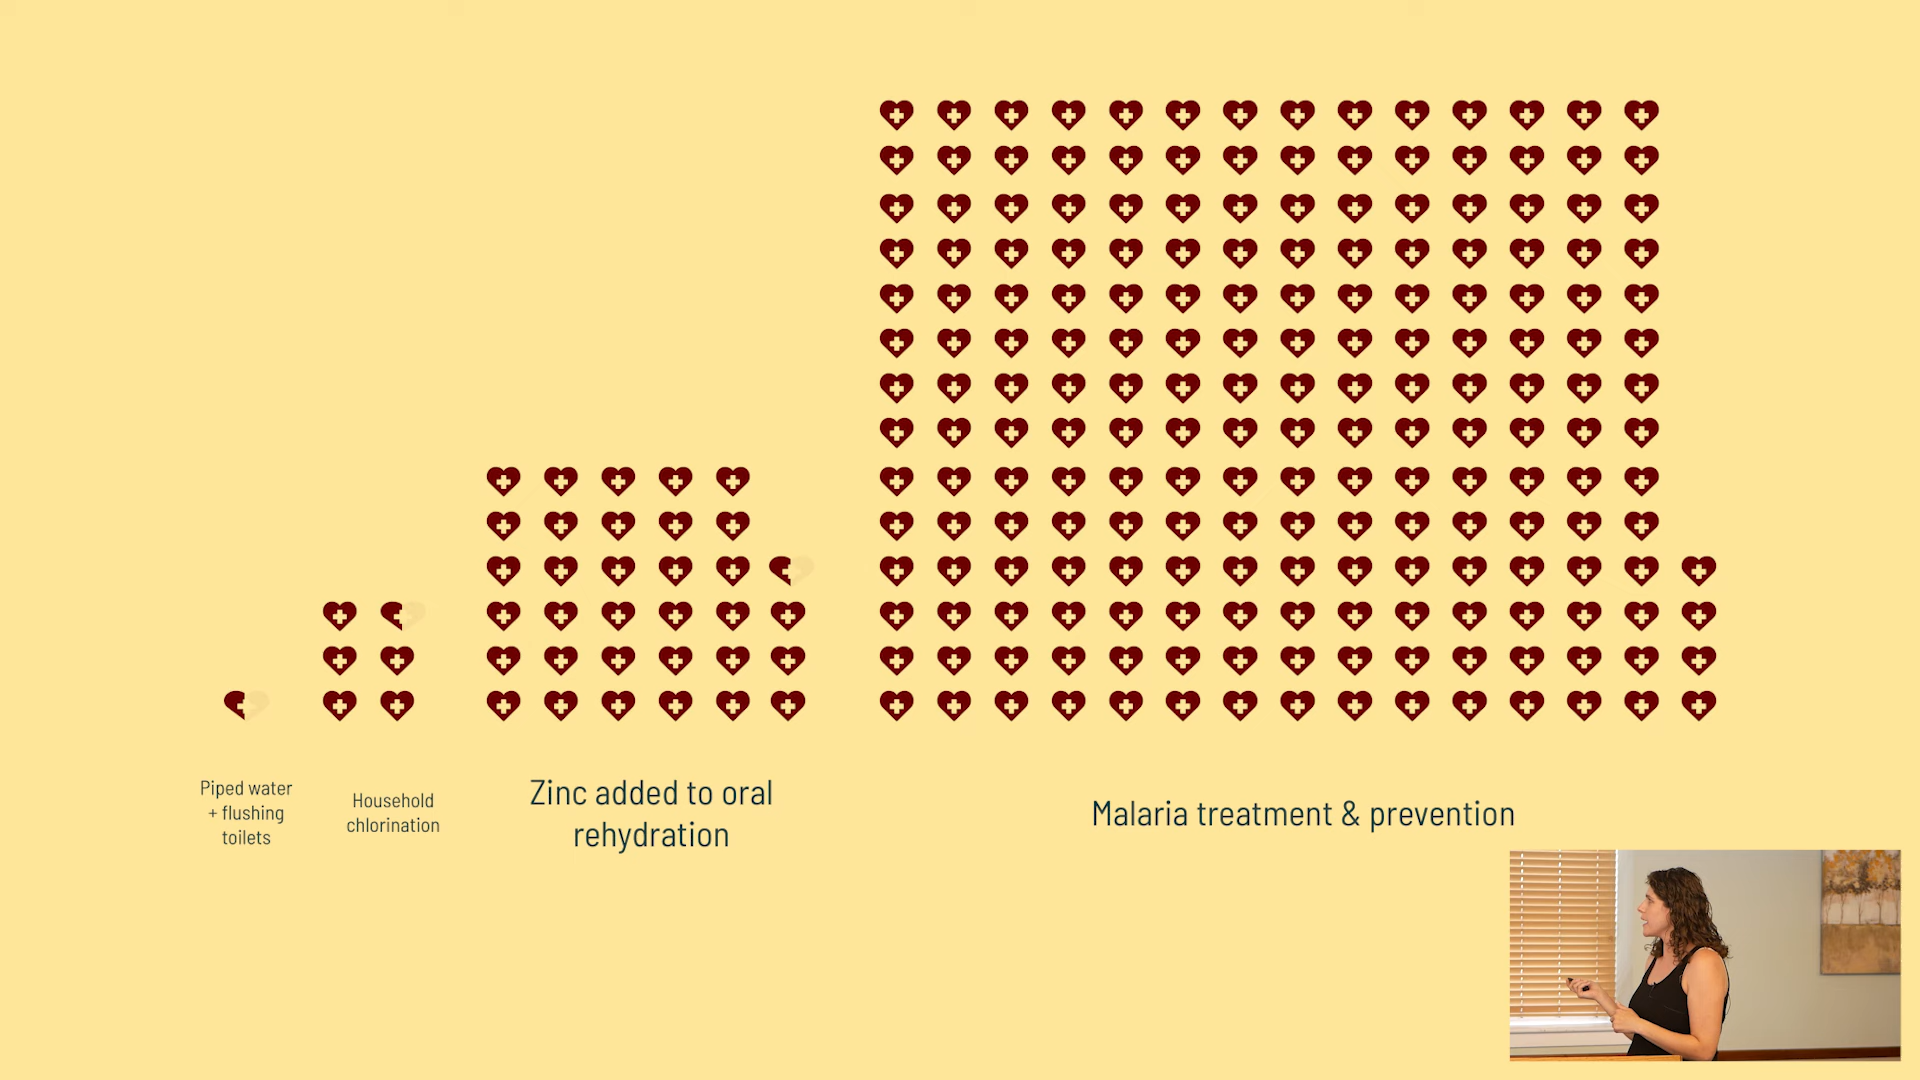 Piped water
+ flushing
toilets
Household
chlorination
Zinc added to oral
rehydration
Malaria treatment & prevention